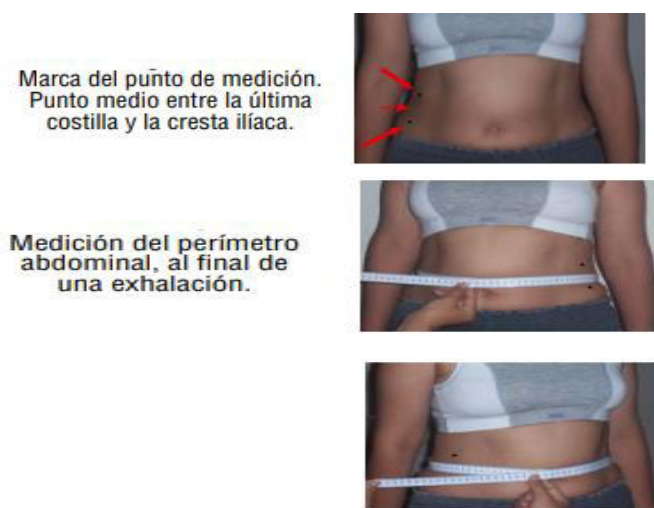 Marca del punto de medición.
Punto medio entre la última
costilla y la cresta ilíaca.
Medición del perímetro
abdominal, al final de
una exhalación.